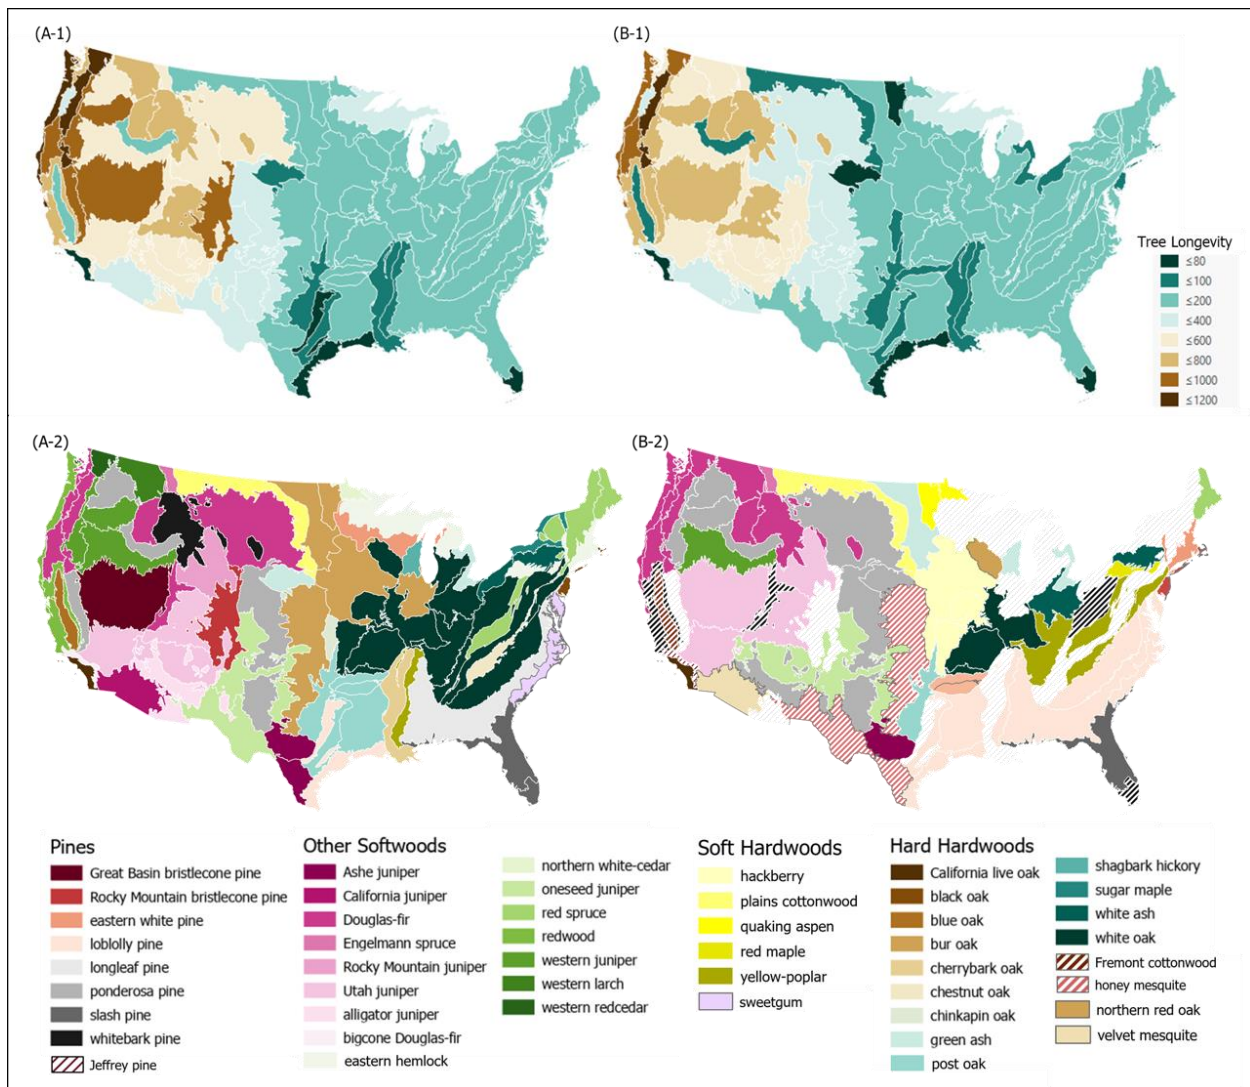 (A-1)
(B-1)
Tree Longevity
≤80
≤100
≤200
≤400
≤600
≤800
≤1000
≤1200
(A-2)
(B-2)
Pines
Great Basin bristlecone pine
Rocky Mountain bristlecone pine
eastern white pine
loblolly pine
longleaf pine
ponderosa pine
slash pine
whitebark pine
Jeffrey pine
Other Softwoods
Ashe juniper
California juniper
Douglas-fir
Engelmann spruce
Rocky Mountain juniper
Utah juniper
alligator juniper
bigcone Douglas-fir
eastern hemlock
northern white-cedar
oneseed juniper
red spruce
redwood
western juniper
western larch
western redcedar
Soft Hardwoods
hackberry
plains cottonwood
quaking aspen
red maple
yellow-poplar
sweetgum
Hard Hardwoods
California live oak
black oak
blue oak
bur oak
cherrybark oak
chestnut oak
chinkapin oak
green ash
post oak
shagbark hickory
sugar maple
white ash
white oak
Fremont cottonwood
honey mesquite
northern red oak
velvet mesquite